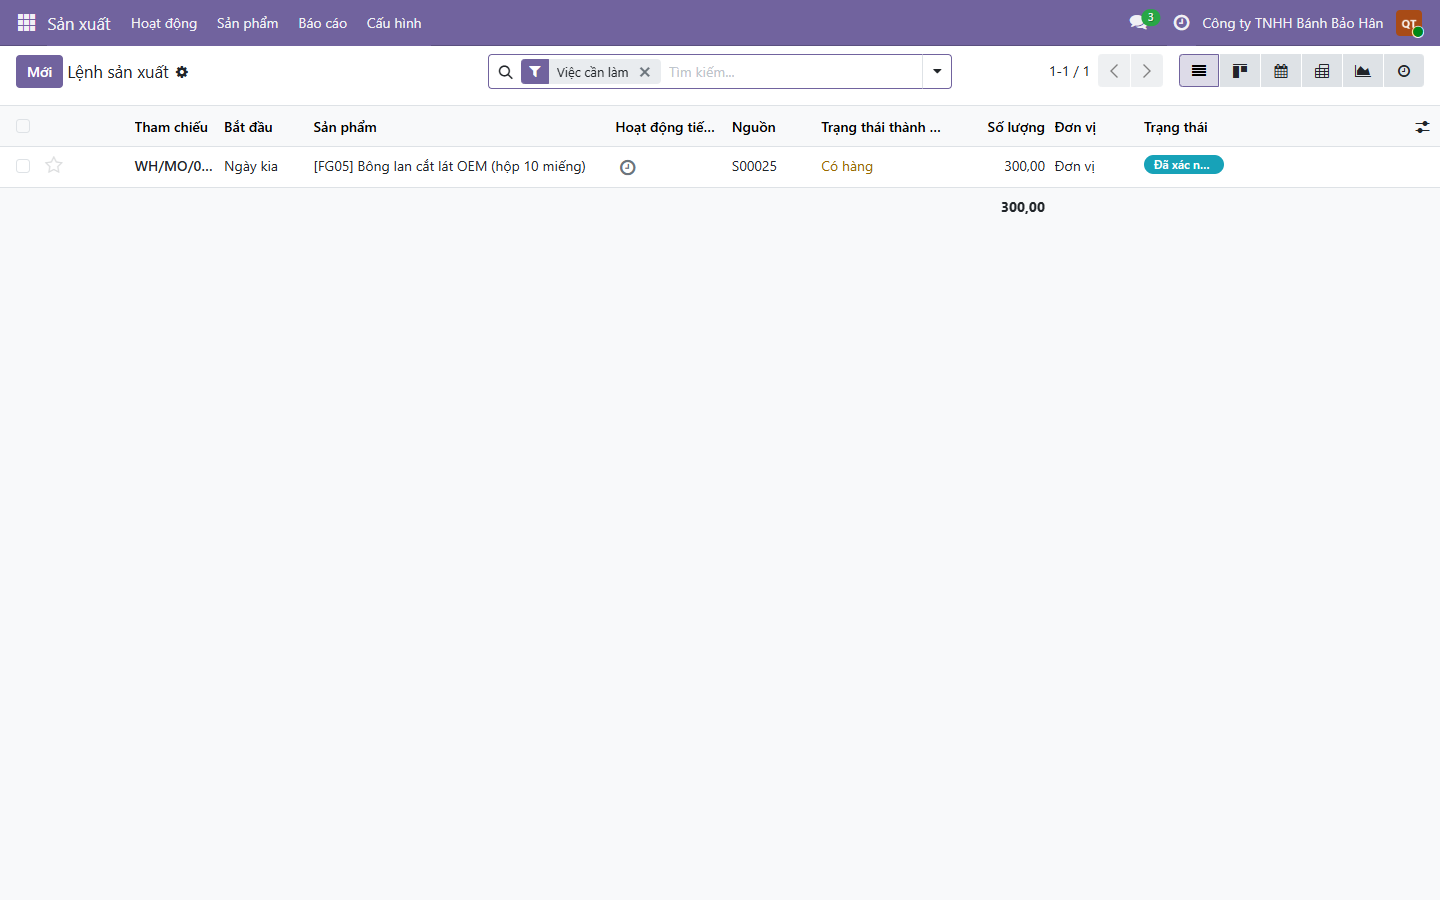 Sản xuất Hoạt động Sản phẩm Báo cáo Cấu hình 3 Công ty TNHH Bánh Bảo Hân QT
Mới Lệnh sản xuất Việc cần làm Tìm kiếm... 1-1 / 1
Tham chiếu Bắt đầu Sản phẩm Hoạt động tiế... Nguồn Trạng thái thành ... Số lượng Đơn vị Trạng thái
WH/MO/0... Ngày kia [FG05] Bông lan cắt lát OEM (hộp 10 miếng) S00025 Có hàng 300,00 Đơn vị Đã xác n...
300,00